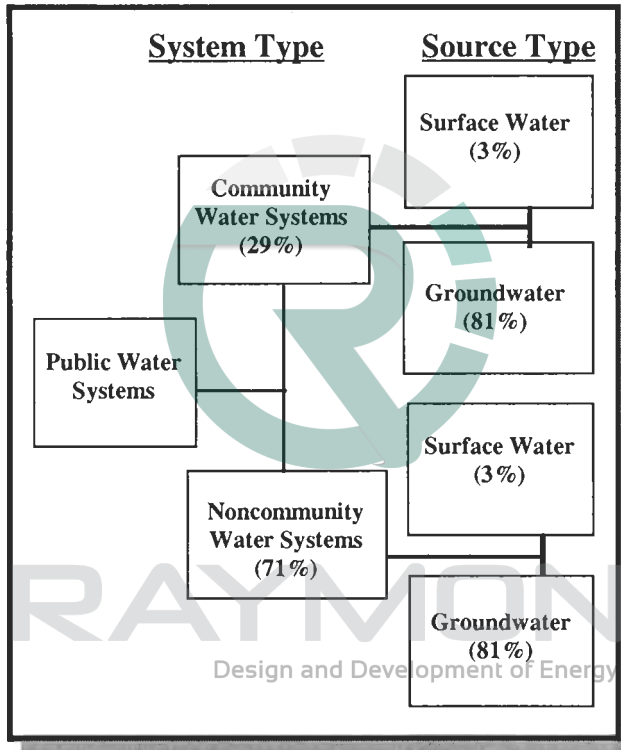 System Type
Source Type
Surface Water
(3%)
Community
Water Systems
(29%)
Groundwater
(81%)
Public Water
Systems
Surface Water
(3%)
Noncommunity
Water Systems
(71%)
Groundwater
(81%)
RAYMON
Design and Development of Energy